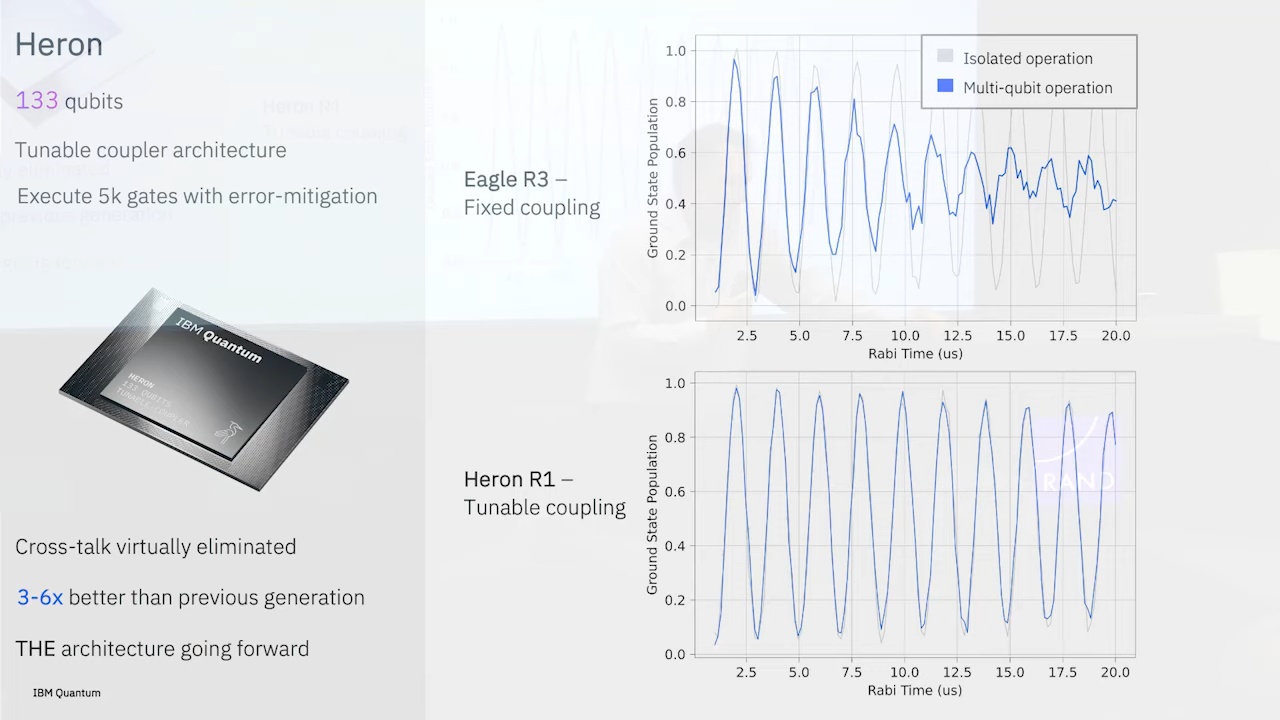 Heron
133 qubits
Tunable coupler architecture
Execute 5k gates with error-mitigation
IBM Quantum
HERON
133 QUBITS
TUNABLE COUPLER
Cross-talk virtually eliminated
3-6x better than previous generation
THE architecture going forward
IBM Quantum
Eagle R3 –
Fixed coupling
Isolated operation
Multi-qubit operation
Ground State Population
1.0
0.8
0.6
0.4
0.2
0.0
2.5 5.0 7.5 10.0 12.5 15.0 17.5 20.0
Rabi Time (us)
Heron R1 –
Tunable coupling
Ground State Population
1.0
0.8
0.6
0.4
0.2
0.0
2.5 5.0 7.5 10.0 12.5 15.0 17.5 20.0
Rabi Time (us)
RAND